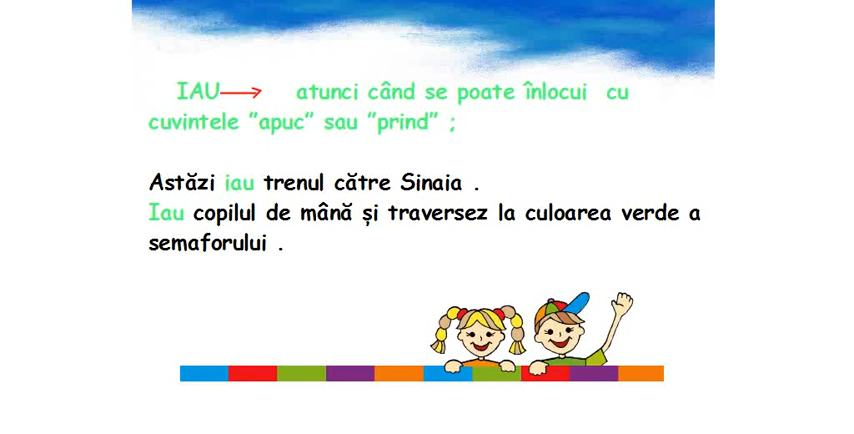 IAU→ atunci când se poate înlocui cu
cuvintele ”apuc” sau ”prind” ;
Astăzi iau trenul către Sinaia .
Iau copilul de mână și traversez la culoarea verde a
semaforului .